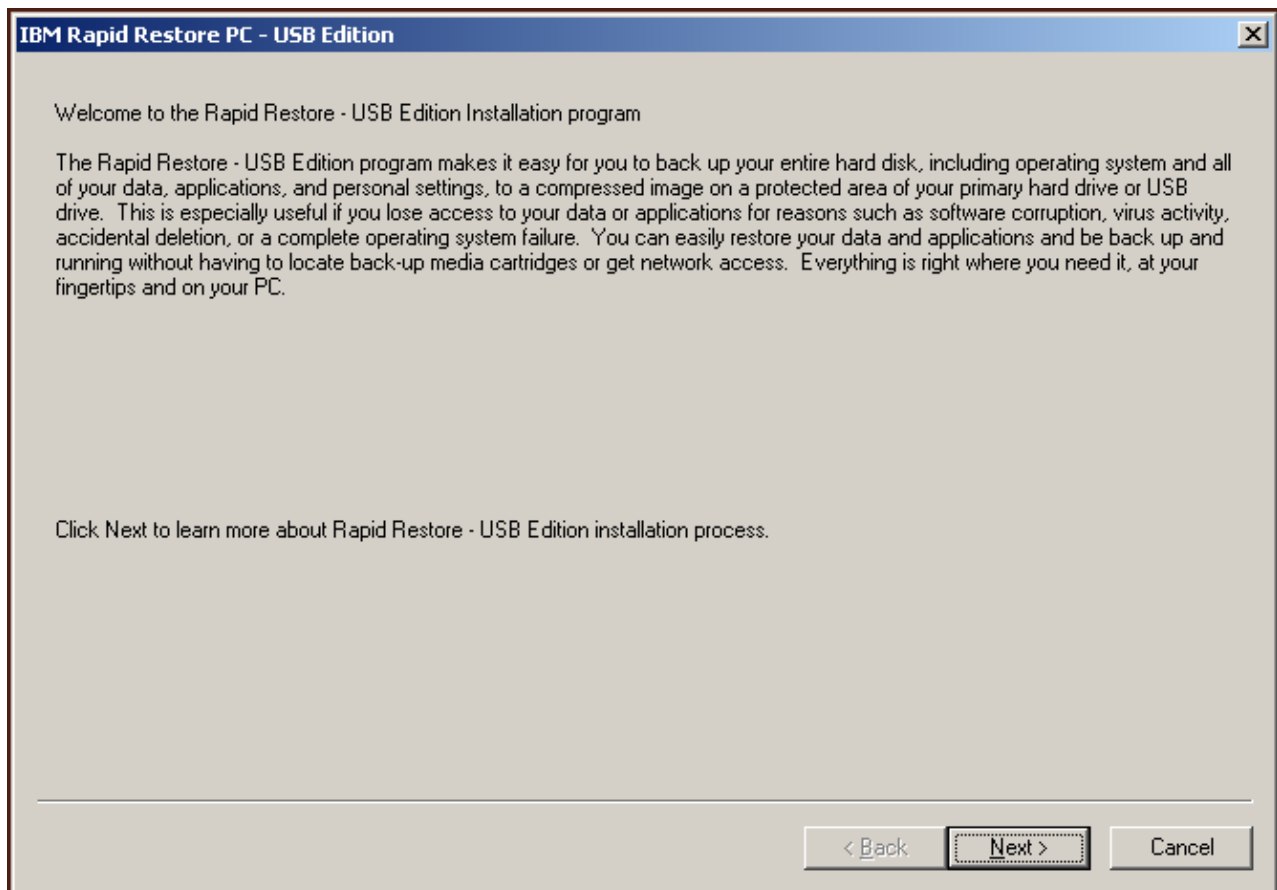 IBM Rapid Restore PC - USB Edition
Welcome to the Rapid Restore - USB Edition Installation program
The Rapid Restore - USB Edition program makes it easy for you to back up your entire hard disk, including operating system and all
of your data, applications, and personal settings, to a compressed image on a protected area of your primary hard drive or USB
drive.  This is especially useful if you lose access to your data or applications for reasons such as software corruption, virus activity,
accidental deletion, or a complete operating system failure.  You can easily restore your data and applications and be back up and
running without having to locate back-up media cartridges or get network access.  Everything is right where you need it, at your
fingertips and on your PC.
Click Next to learn more about Rapid Restore - USB Edition installation process.
< Back Next > Cancel